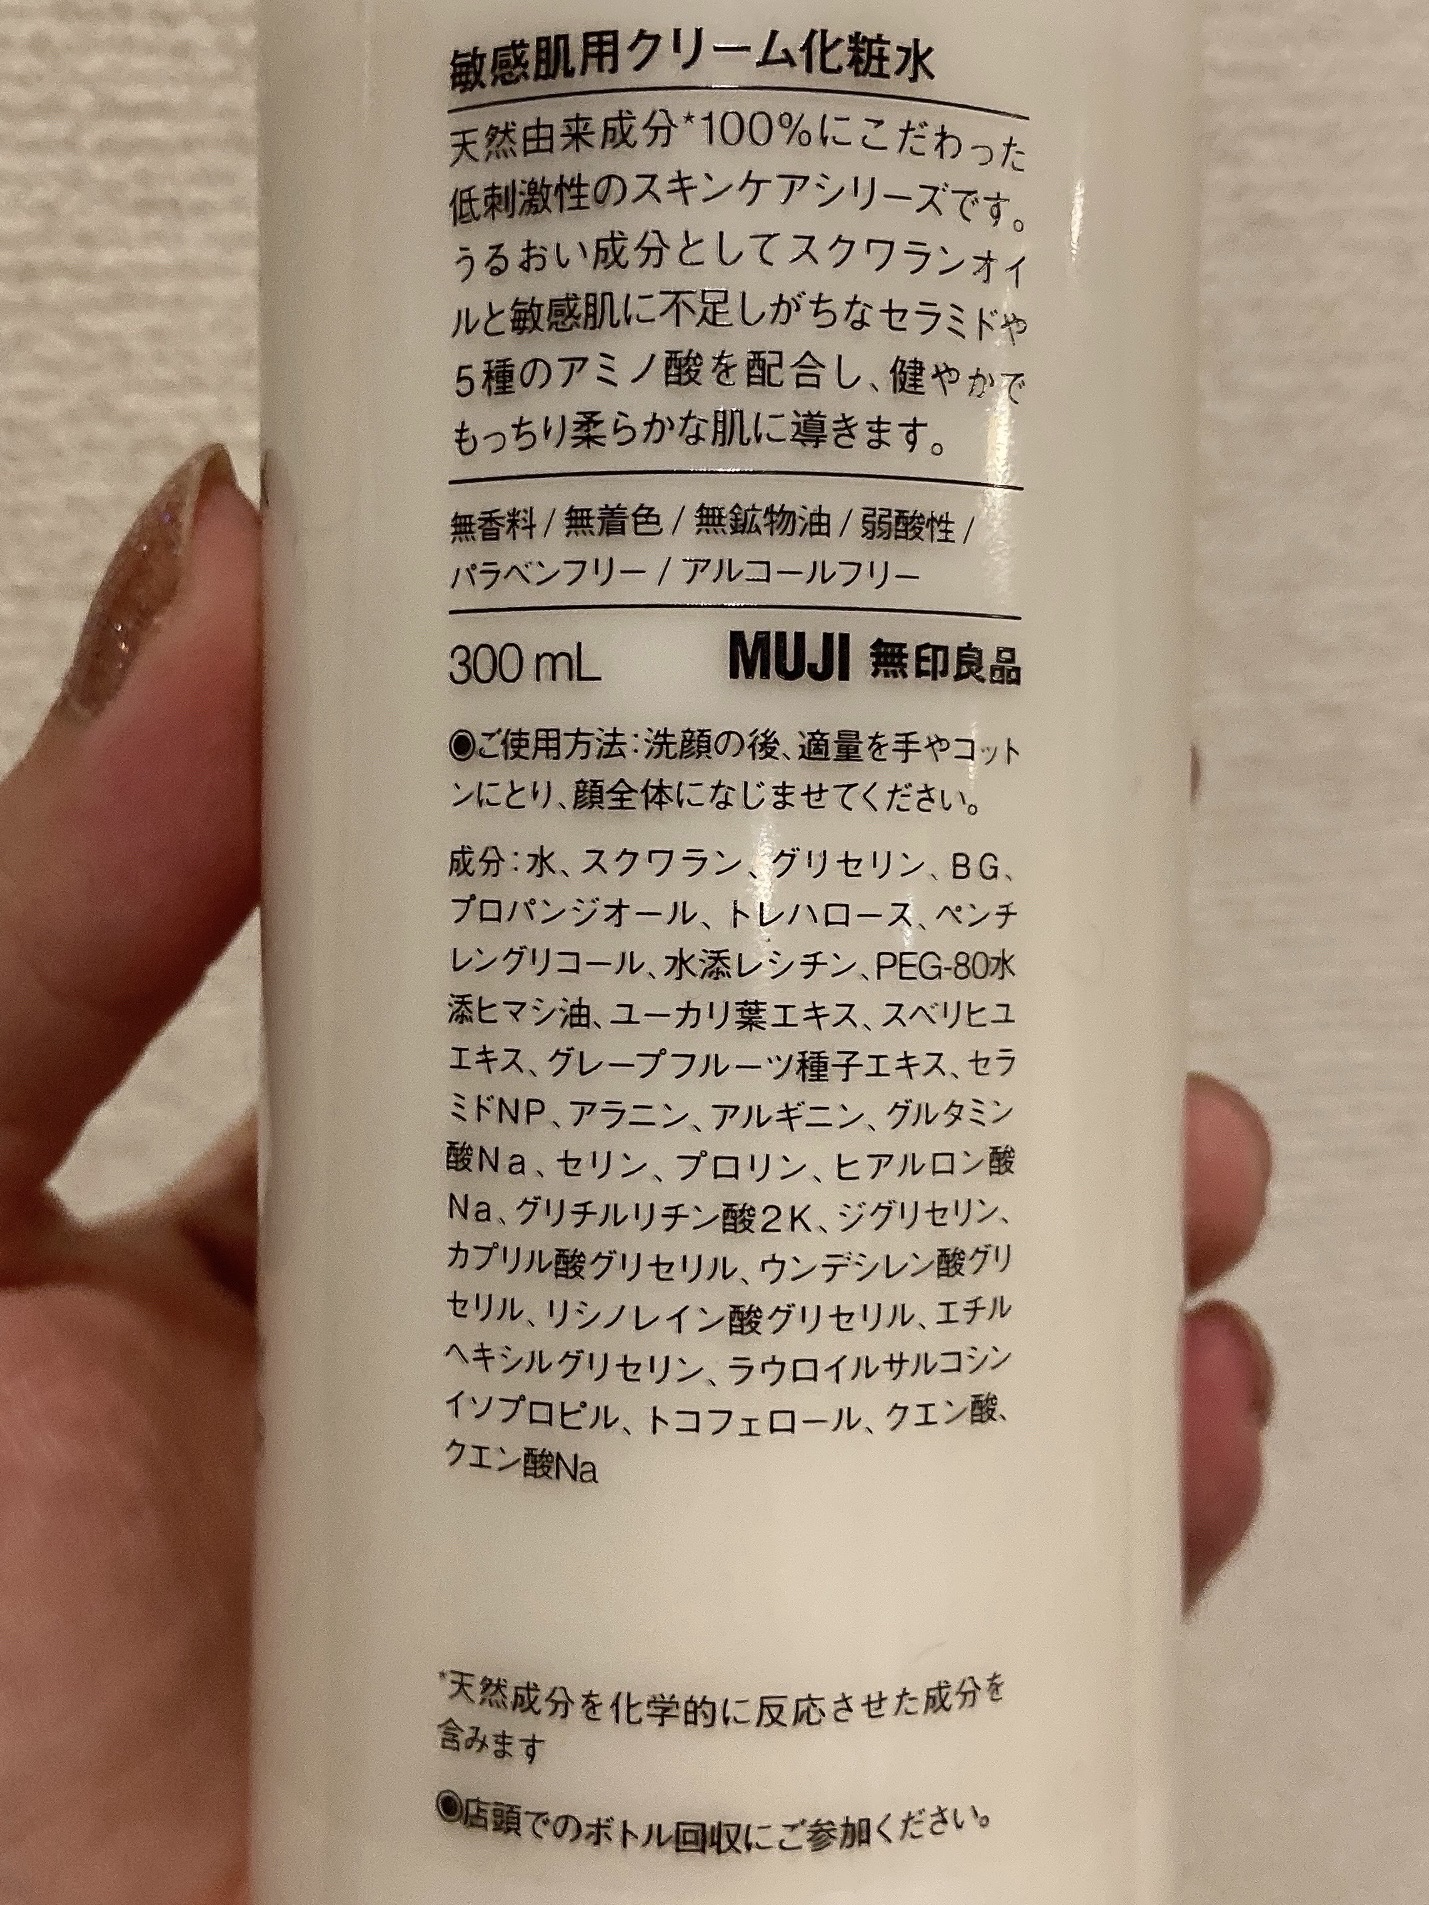 敏感肌用クリーム化粧水
天然由来成分*100%にこだわった
低刺激性のスキンケアシリーズです。
うるおい成分としてスクワランオイ
ルと敏感肌に不足しがちなセラミドや
5種のアミノ酸を配合し、健やかで
もっちり柔らかな肌に導きます。
無香料/無着色/無鉱物油/弱酸性/
パラベンフリー/アルコールフリー
300mL MUJI 無印良品
◉ご使用方法:洗顔の後、適量を手やコット
ンにとり、顔全体になじませてください。
成分:水、スクワラン、グリセリン、BG、
プロパンジオール、トレハロース、ペンチ
レングリコール、水添レシチン、PEG-80水
添ヒマシ油、ユーカリ葉エキス、スベリヒユ
エキス、グレープフルーツ種子エキス、セラ
ミドNP、アラニン、アルギニン、グルタミン
酸Na、セリン、プロリン、ヒアルロン酸
Na、グリチルリチン酸2K、ジグリセリン、
カプリル酸グリセリル、ウンデシレン酸グリ
セリル、リシノレイン酸グリセリル、エチル
ヘキシルグリセリン、ラウロイルサルコシン
イソプロピル、トコフェロール、クエン酸、
クエン酸Na
*天然成分を化学的に反応させた成分を
含みます
◉店頭でのボトル回収にご参加ください。